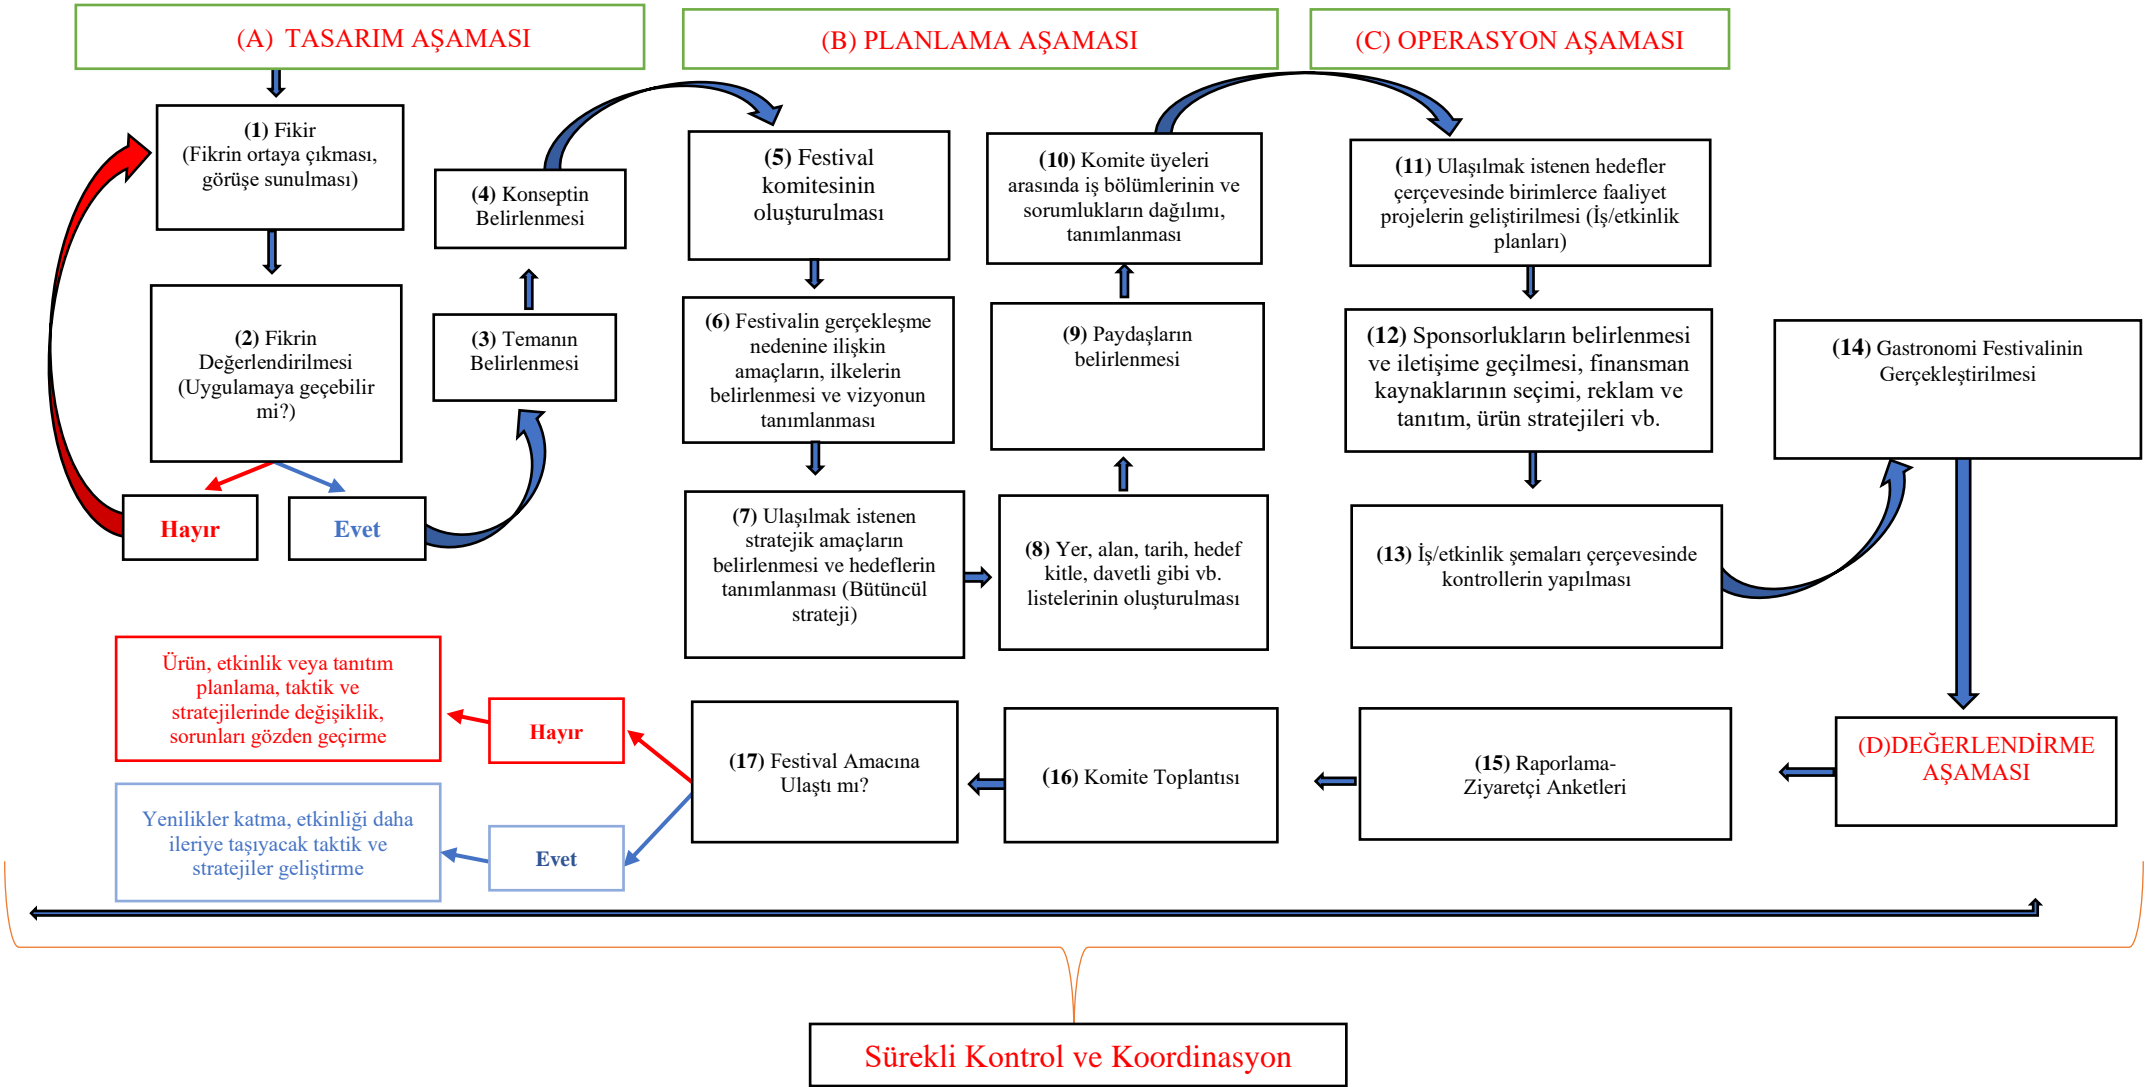 (A) TASARIM AŞAMASI
(B) PLANLAMA AŞAMASI
(C) OPERASYON AŞAMASI
(1) Fikir
(Fikrin ortaya çıkması,
görüşe sunulması)
(2) Fikrin
Değerlendirilmesi
(Uygulamaya geçebilir
mi?)
Hayır
Evet
(3) Temanın
Belirlenmesi
(4) Konseptin
Belirlenmesi
(5) Festival
komitesinin
oluşturulması
(6) Festivalin gerçekleşme
nedenine ilişkin
amaçların, ilkelerin
belirlenmesi ve vizyonun
tanımlanması
(7) Ulaşılmak istenen
stratejik amaçların
belirlenmesi ve hedeflerin
tanımlanması (Bütüncül
strateji)
(8) Yer, alan, tarih, hedef
kitle, davetli gibi vb.
listelerinin oluşturulması
(9) Paydaşların
belirlenmesi
(10) Komite üyeleri
arasında iş bölümlerinin ve
sorumlukların dağılımı,
tanımlanması
(11) Ulaşılmak istenen hedefler
çerçevesinde birimlerce faaliyet
projelerin geliştirilmesi (İş/etkinlik
planları)
(12) Sponsorlukların belirlenmesi
ve iletişime geçilmesi, finansman
kaynaklarının seçimi, reklam ve
tanıtım, ürün stratejileri vb.
(13) İş/etkinlik şemaları çerçevesinde
kontrollerin yapılması
(14) Gastronomi Festivalinin
Gerçekleştirilmesi
(D)DEĞERLENDİRME
AŞAMASI
(15) Raporlama-
Ziyaretçi Anketleri
(16) Komite Toplantısı
(17) Festival Amacına
Ulaştı mı?
Hayır
Ürün, etkinlik veya tanıtım
planlama, taktik ve
stratejilerinde değişiklik,
sorunları gözden geçirme
Evet
Yenilikler katma, etkinliği daha
ileriye taşıyacak taktik ve
stratejiler geliştirme
Sürekli Kontrol ve Koordinasyon